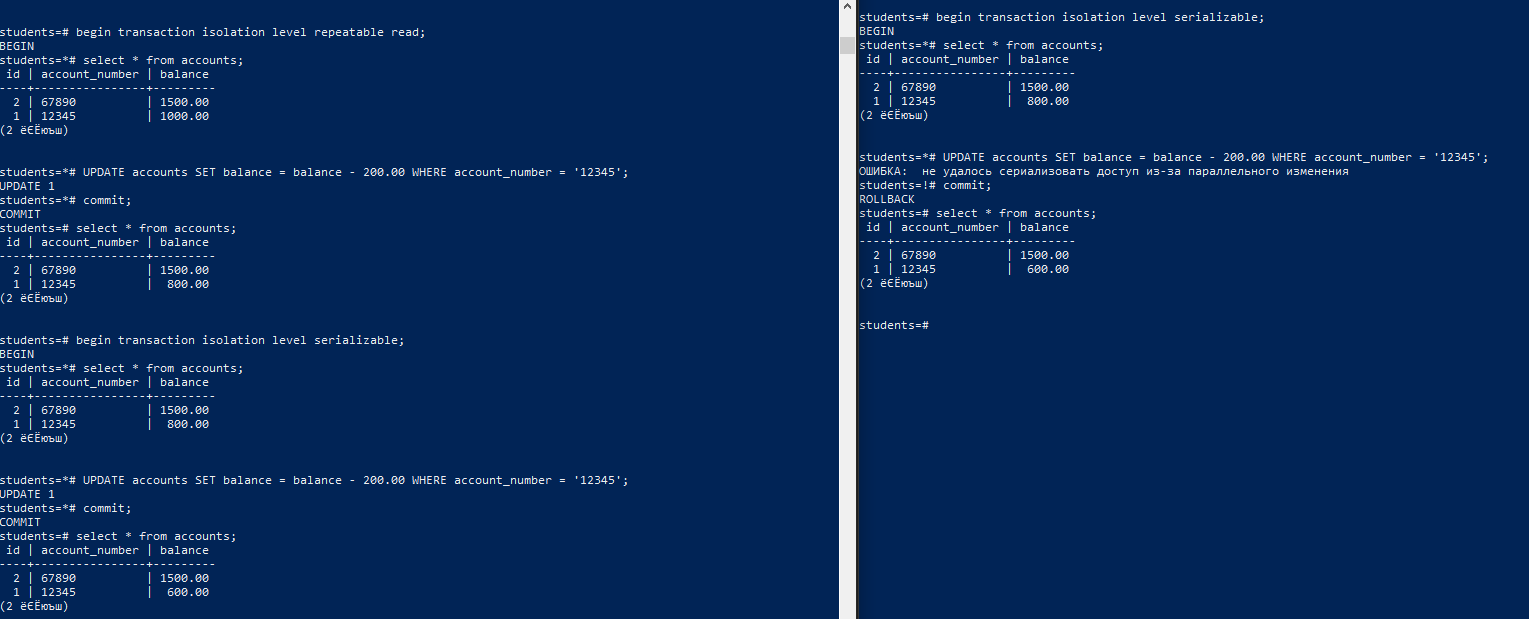 students=# begin transaction isolation level repeatable read;
BEGIN
students=*# select * from accounts;
 id | account_number | balance
----+----------------+---------
  2 | 67890          | 1500.00
  1 | 12345          | 1000.00
(2 ёЄЁюъш)
students=*# UPDATE accounts SET balance = balance - 200.00 WHERE account_number = '12345';
UPDATE 1
students=*# commit;
COMMIT
students=# select * from accounts;
 id | account_number | balance
----+----------------+---------
  2 | 67890          | 1500.00
  1 | 12345          |  800.00
(2 ёЄЁюъш)
students=# begin transaction isolation level serializable;
BEGIN
students=*# select * from accounts;
 id | account_number | balance
----+----------------+---------
  2 | 67890          | 1500.00
  1 | 12345          |  800.00
(2 ёЄЁюъш)
students=*# UPDATE accounts SET balance = balance - 200.00 WHERE account_number = '12345';
UPDATE 1
students=*# commit;
COMMIT
students=# select * from accounts;
 id | account_number | balance
----+----------------+---------
  2 | 67890          | 1500.00
  1 | 12345          |  600.00
(2 ёЄЁюъш)
students=# begin transaction isolation level serializable;
BEGIN
students=*# select * from accounts;
 id | account_number | balance
----+----------------+---------
  2 | 67890          | 1500.00
  1 | 12345          |  800.00
(2 ёЄЁюъш)
students=*# UPDATE accounts SET balance = balance - 200.00 WHERE account_number = '12345';
ОШИБКА:  не удалось сериализовать доступ из-за параллельного изменения
students=!# commit;
ROLLBACK
students=# select * from accounts;
 id | account_number | balance
----+----------------+---------
  2 | 67890          | 1500.00
  1 | 12345          |  600.00
(2 ёЄЁюъш)
students=#